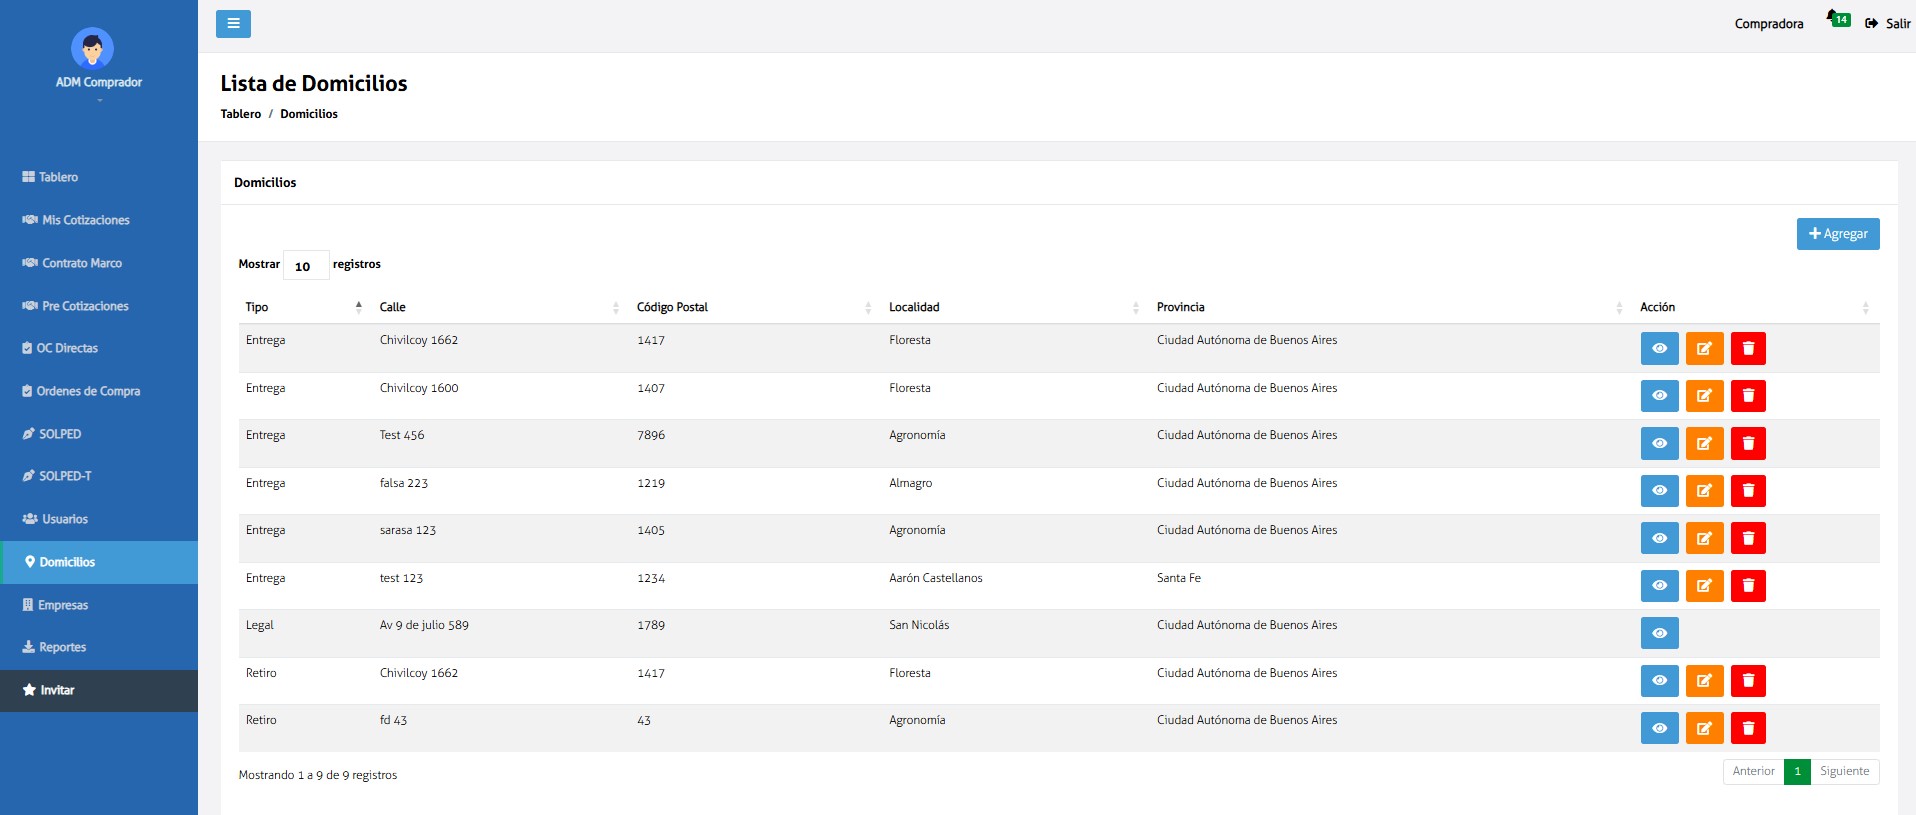 ADM Comprador
Tablero
Mis Cotizaciones
Contrato Marco
Pre Cotizaciones
OC Directas
Ordenes de Compra
SOLPED
SOLPED-T
Usuarios
Domicilios
Empresas
Reportes
Invitar
Compradora 14 Salir
Lista de Domicilios
Tablero / Domicilios
Domicilios
Agregar
Mostrar 10 registros
Tipo Calle Código Postal Localidad Provincia Acción
Entrega Chivilcoy 1662 1417 Floresta Ciudad Autónoma de Buenos Aires
Entrega Chivilcoy 1600 1407 Floresta Ciudad Autónoma de Buenos Aires
Entrega Test 456 7896 Agronomía Ciudad Autónoma de Buenos Aires
Entrega falsa 223 1219 Almagro Ciudad Autónoma de Buenos Aires
Entrega sarasa 123 1405 Agronomía Ciudad Autónoma de Buenos Aires
Entrega test 123 1234 Aarón Castellanos Santa Fe
Legal Av 9 de julio 589 1789 San Nicolás Ciudad Autónoma de Buenos Aires
Retiro Chivilcoy 1662 1417 Floresta Ciudad Autónoma de Buenos Aires
Retiro fd 43 43 Agronomía Ciudad Autónoma de Buenos Aires
Mostrando 1 a 9 de 9 registros
Anterior 1 Siguiente